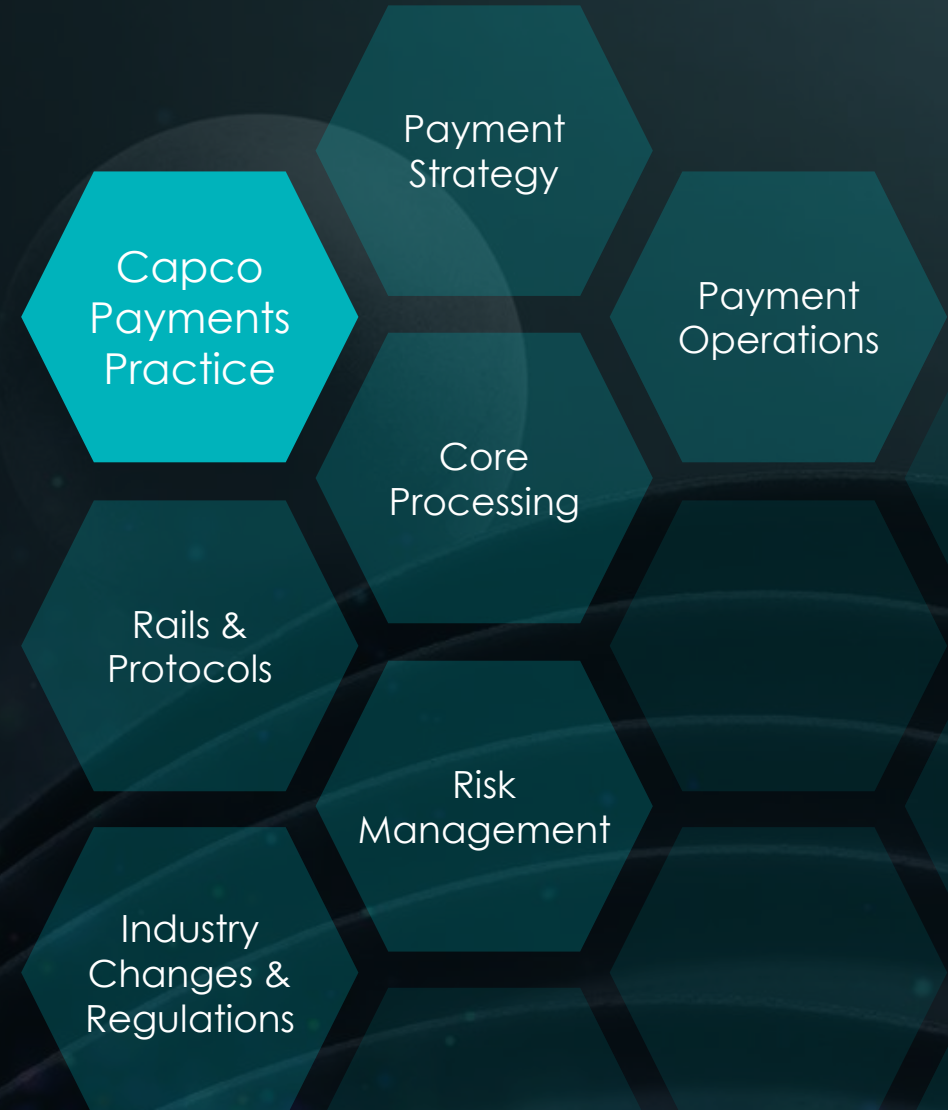 Payment
Strategy
Capco
Payments
Practice
Payment
Operations
Core
Processing
Rails &
Protocols
Risk
Management
Industry
Changes &
Regulations